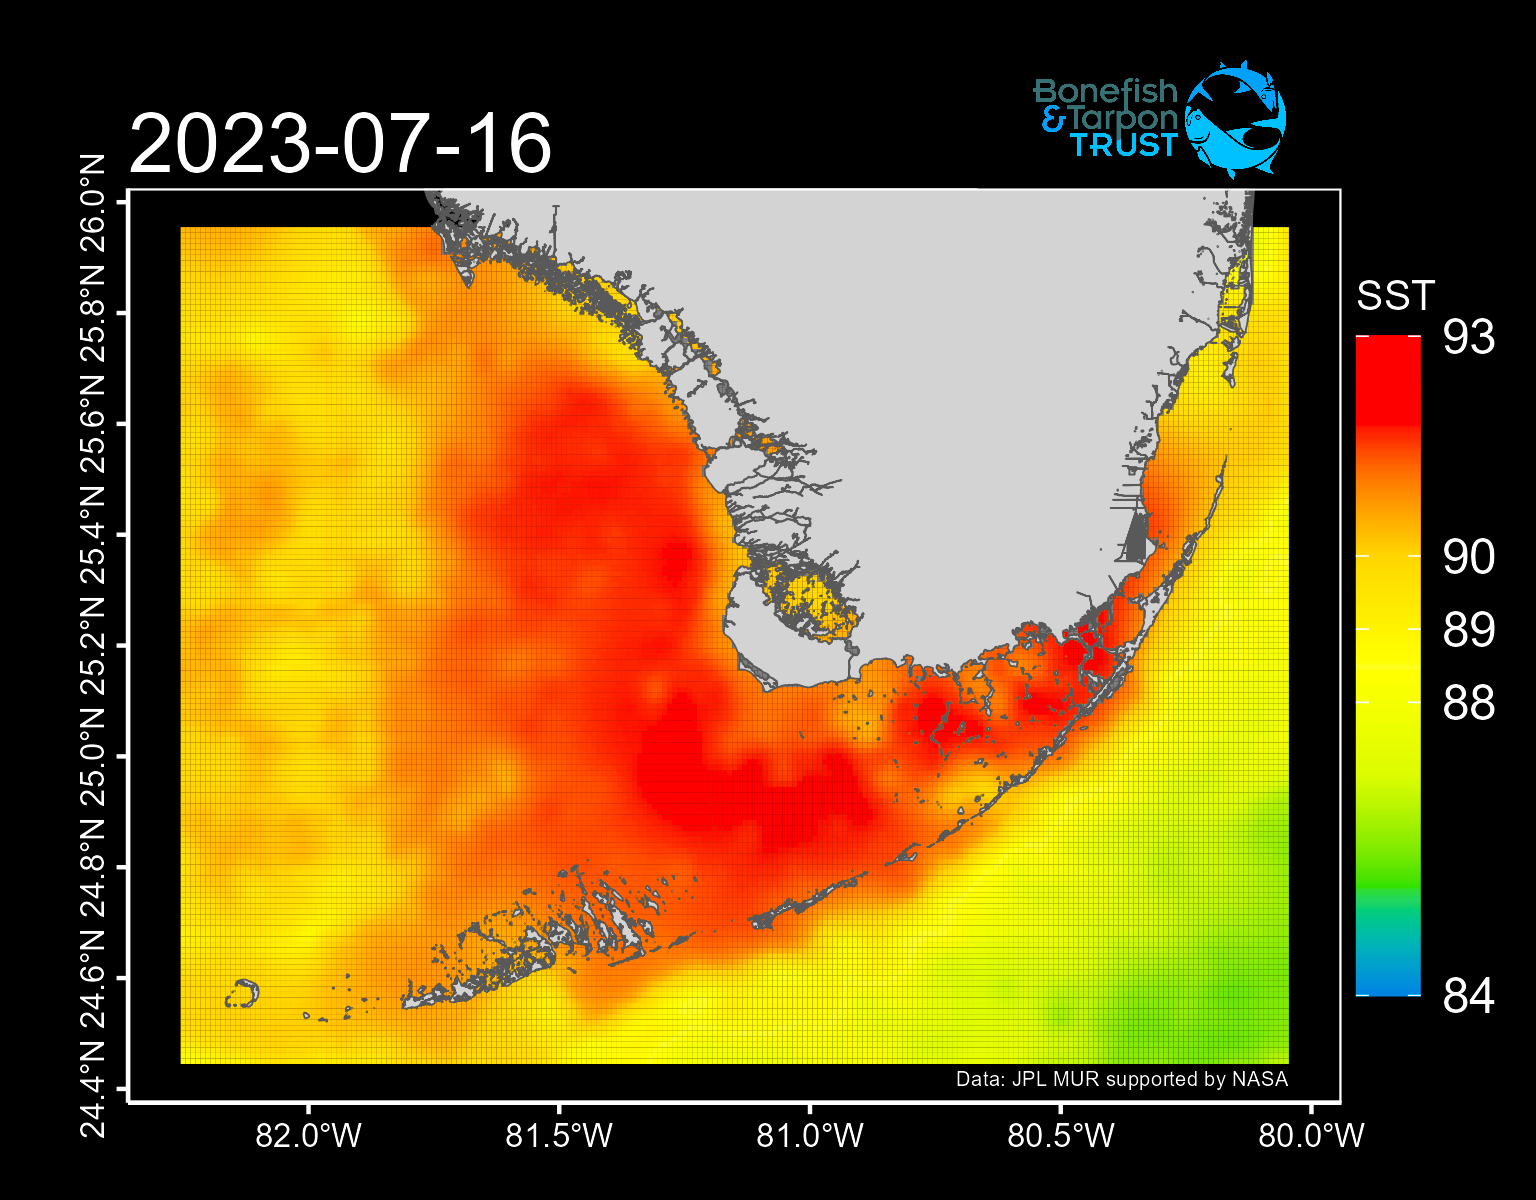 Bonefish
&Tarpon
TRUST
2023-07-16
26.0°N
25.8°N
25.6°N
25.4°N
25.2°N
25.0°N
24.8°N
24.6°N
24.4°N
SST
93
90
89
88
84
Data: JPL MUR supported by NASA
82.0°W 81.5°W 81.0°W 80.5°W 80.0°W